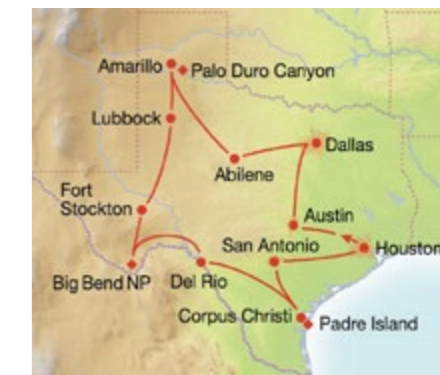 Amarillo
Palo Duro Canyon
Lubbock
Dallas
Abilene
Fort
Stockton
Austin
San Antonio
Houston
Big Bend NP
Del Rio
Corpus Christi
Padre Island